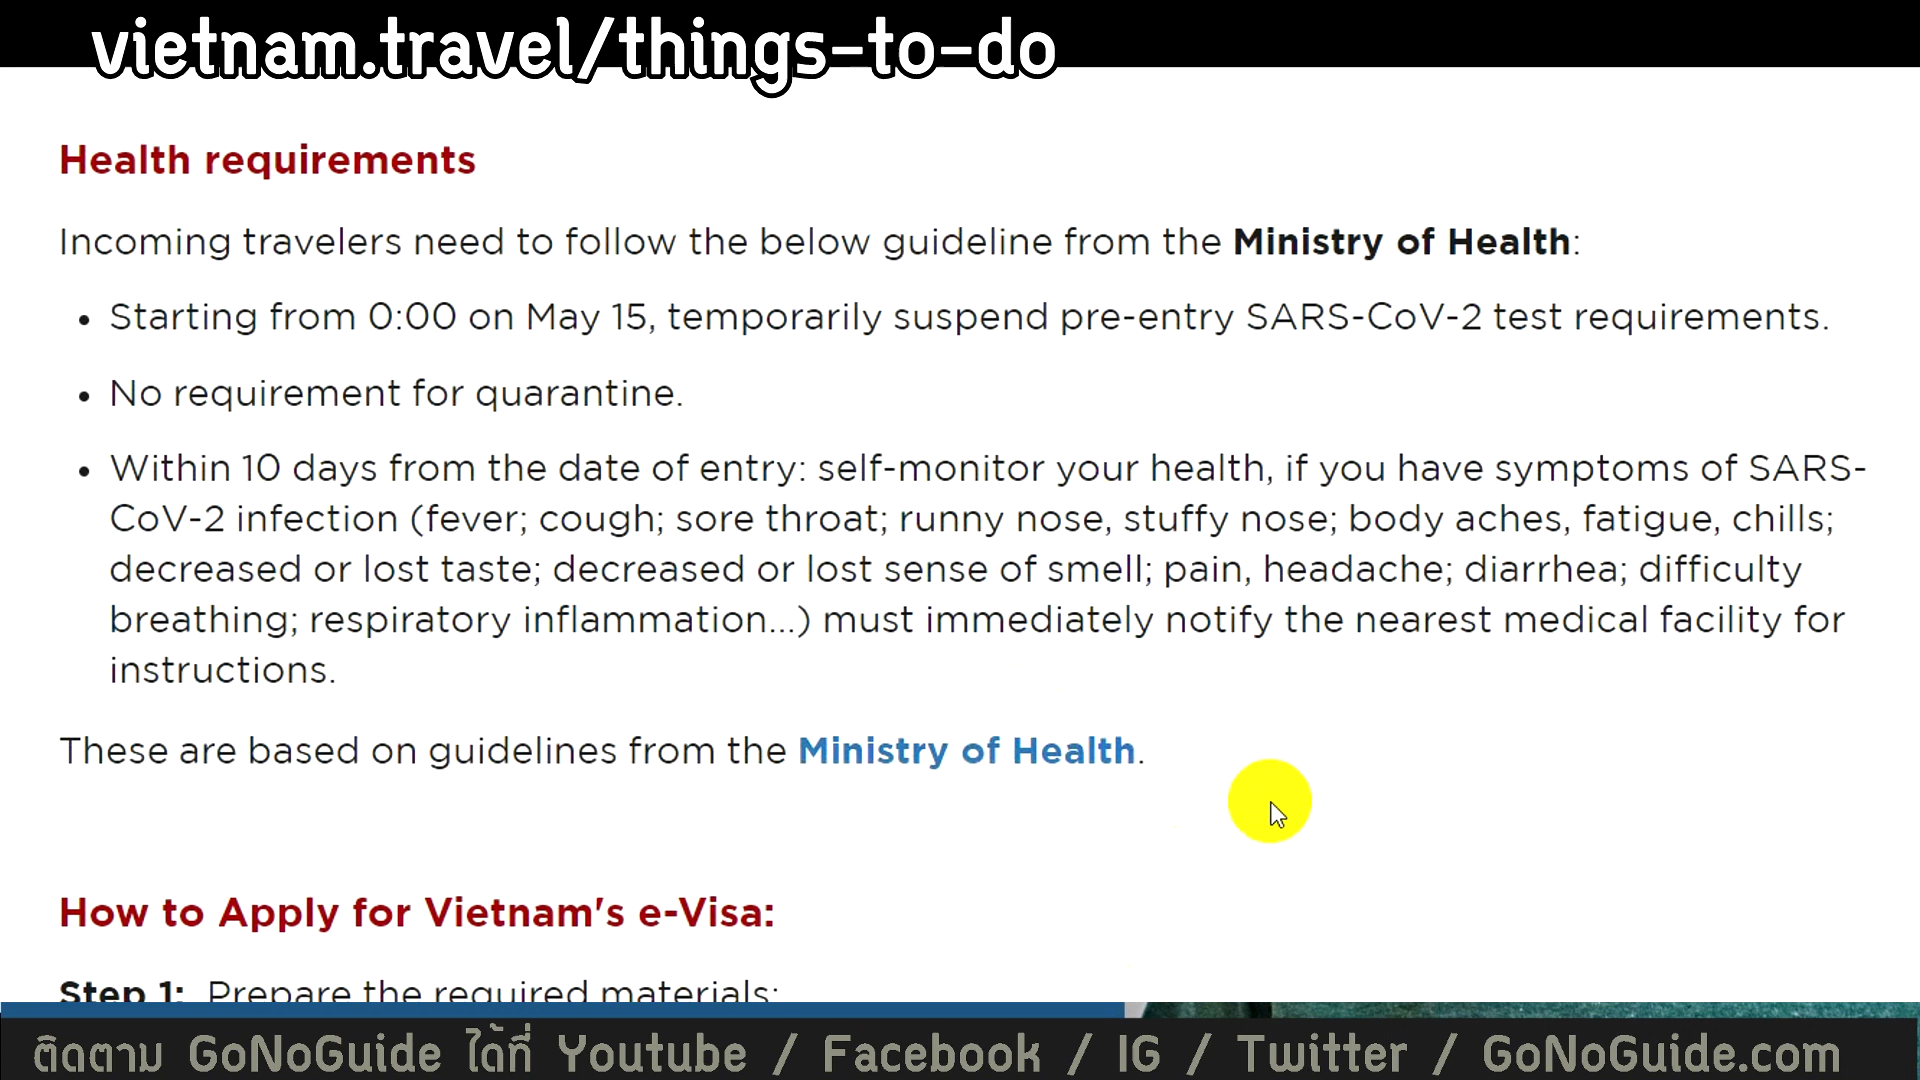 vietnam.travel/things-to-do
Health requirements
Incoming travelers need to follow the below guideline from the Ministry of Health:
• Starting from 0:00 on May 15, temporarily suspend pre-entry SARS-CoV-2 test requirements.
• No requirement for quarantine.
• Within 10 days from the date of entry: self-monitor your health, if you have symptoms of SARS-
CoV-2 infection (fever; cough; sore throat; runny nose, stuffy nose; body aches, fatigue, chills;
decreased or lost taste; decreased or lost sense of smell; pain, headache; diarrhea; difficulty
breathing; respiratory inflammation...) must immediately notify the nearest medical facility for
instructions.
These are based on guidelines from the Ministry of Health.
How to Apply for Vietnam's e-Visa:
Step 1: Prepare the required materials:
ติดตาม GoNoGuide ได้ที่ Youtube / Facebook / IG / Twitter / GoNoGuide.com